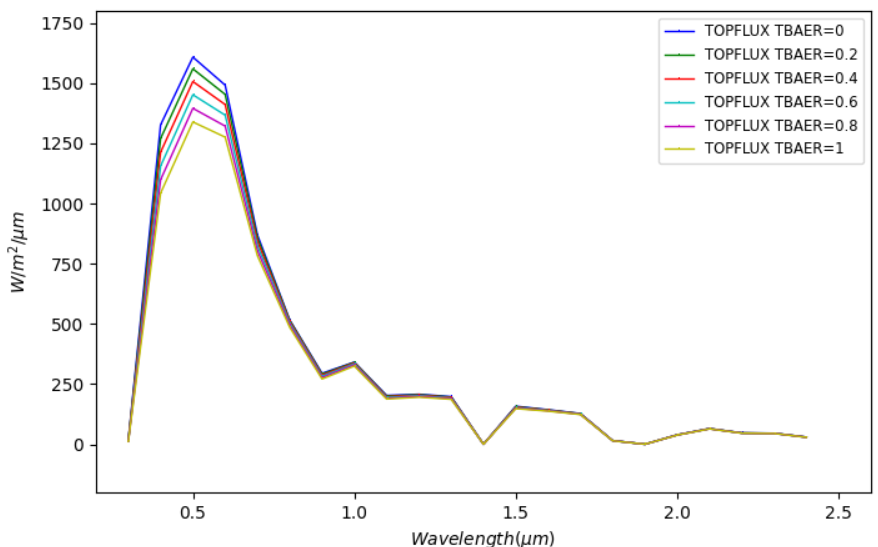 1750
1500
1250
1000
750
500
250
0
W/m²/μm
0.5
1.0
1.5
2.0
2.5
Wavelength(μm)
TOPFLUX TBAER=0
TOPFLUX TBAER=0.2
TOPFLUX TBAER=0.4
TOPFLUX TBAER=0.6
TOPFLUX TBAER=0.8
TOPFLUX TBAER=1